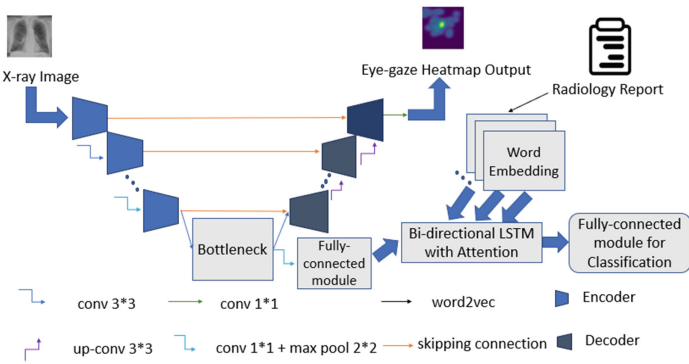 X-ray Image
Eye-gaze Heatmap Output
Radiology Report
Word
Embedding
Bottleneck
Fully-
connected
module
Bi-directional LSTM
with Attention
Fully-connected
module for
Classification
conv 3*3
conv 1*1
word2vec
Encoder
up-conv 3*3
conv 1*1 + max pool 2*2
skipping connection
Decoder